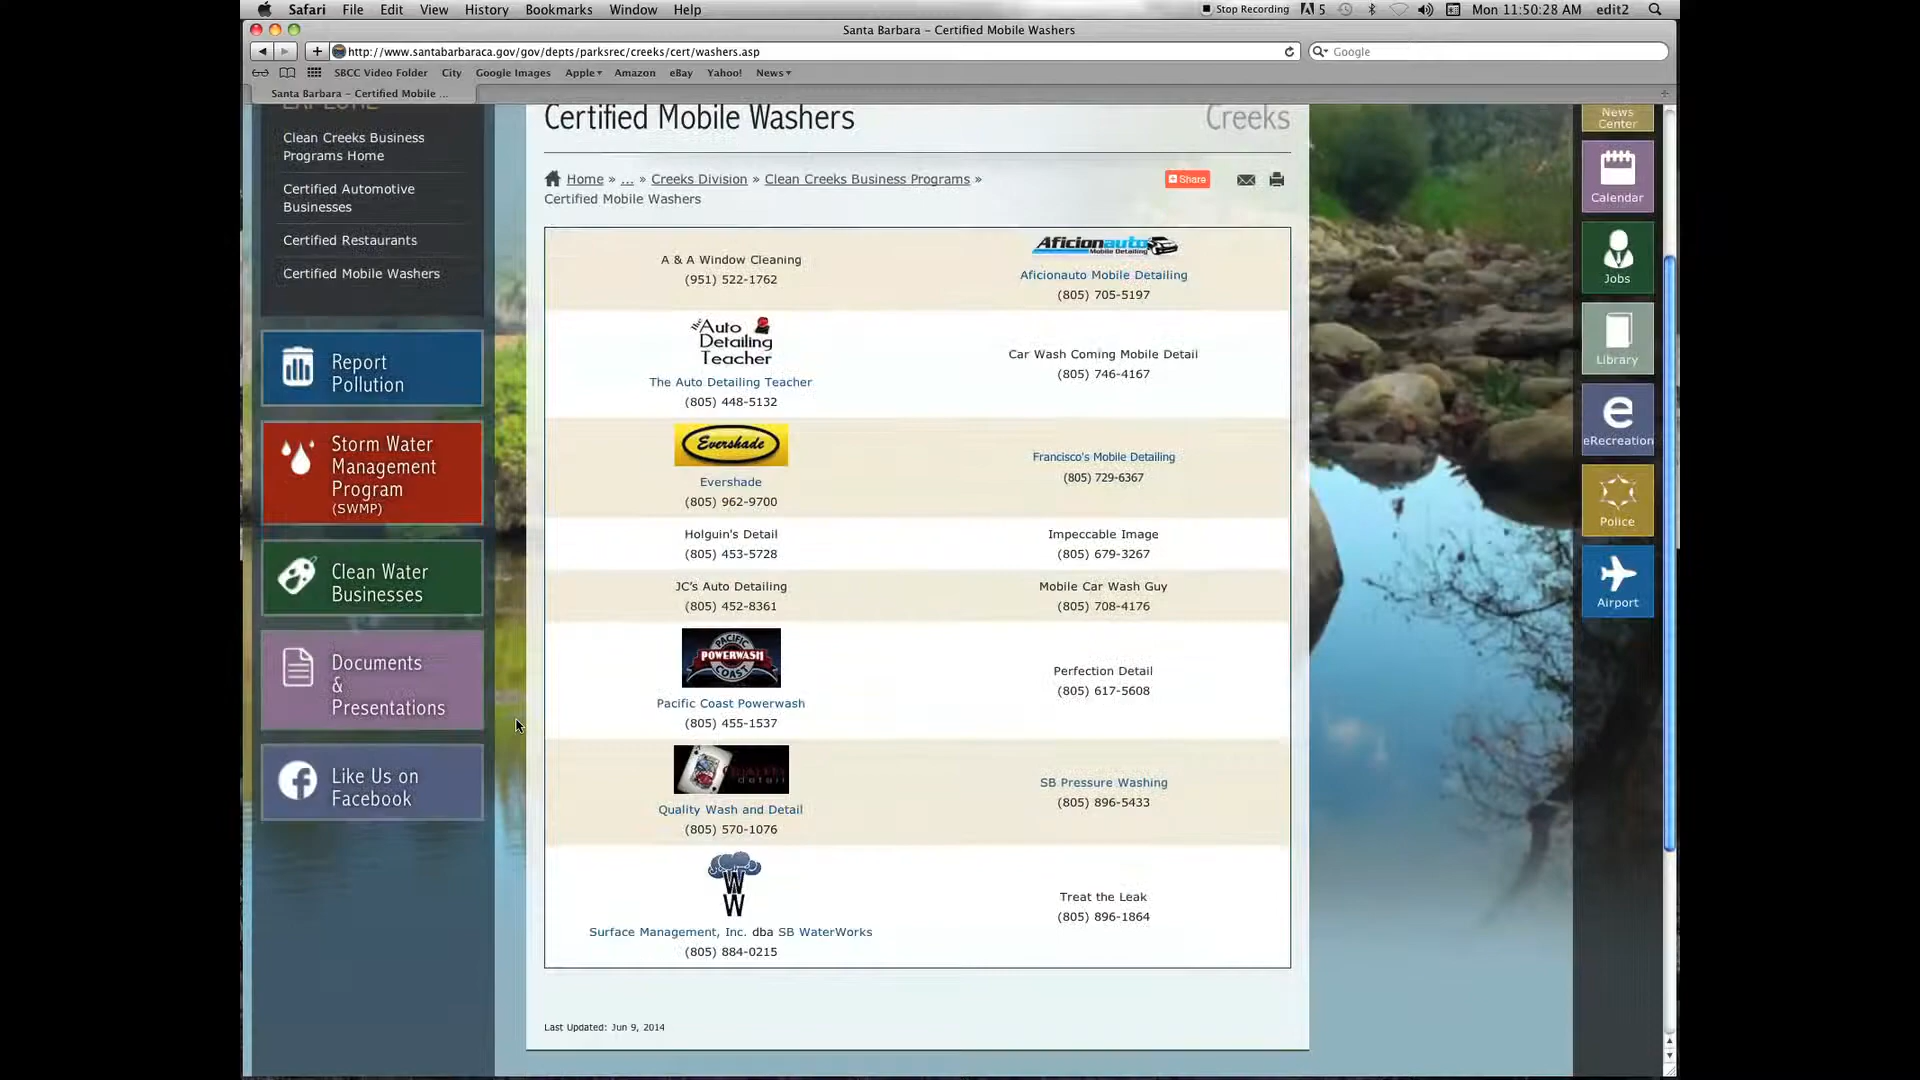 Safari File Edit View History Bookmarks Window Help
Stop Recording 5 Mon 11:50:28 AM edit2
Santa Barbara – Certified Mobile Washers
http://www.santabarbaraca.gov/gov/depts/parksrec/creeks/cert/washers.asp
Google
SBCC Video Folder City Google Images Apple Amazon eBay Yahoo! News
Santa Barbara – Certified Mobile ...
EXPLORE
Clean Creeks Business
Programs Home
Certified Automotive
Businesses
Certified Restaurants
Certified Mobile Washers
Report
Pollution
Storm Water
Management
Program
(SWMP)
Clean Water
Businesses
Documents
&
Presentations
Like Us on
Facebook
Certified Mobile Washers
Creeks
Home » ... » Creeks Division » Clean Creeks Business Programs »
Certified Mobile Washers
Share
A & A Window Cleaning
(951) 522-1762
Aficionauto
Mobile Detailing
Aficionauto Mobile Detailing
(805) 705-5197
the Auto
Detailing
Teacher
The Auto Detailing Teacher
(805) 448-5132
Car Wash Coming Mobile Detail
(805) 746-4167
Evershade
Evershade
(805) 962-9700
Francisco's Mobile Detailing
(805) 729-6367
Holguin's Detail
(805) 453-5728
Impeccable Image
(805) 679-3267
JC's Auto Detailing
(805) 452-8361
Mobile Car Wash Guy
(805) 708-4176
PACIFIC
POWERWASH
COAST
Pacific Coast Powerwash
(805) 455-1537
Perfection Detail
(805) 617-5608
QUALITY
detail
Quality Wash and Detail
(805) 570-1076
SB Pressure Washing
(805) 896-5433
W
W
Surface Management, Inc. dba SB WaterWorks
(805) 884-0215
Treat the Leak
(805) 896-1864
Last Updated: Jun 9, 2014
News
Center
Calendar
Jobs
Library
e
eRecreation
Police
Airport